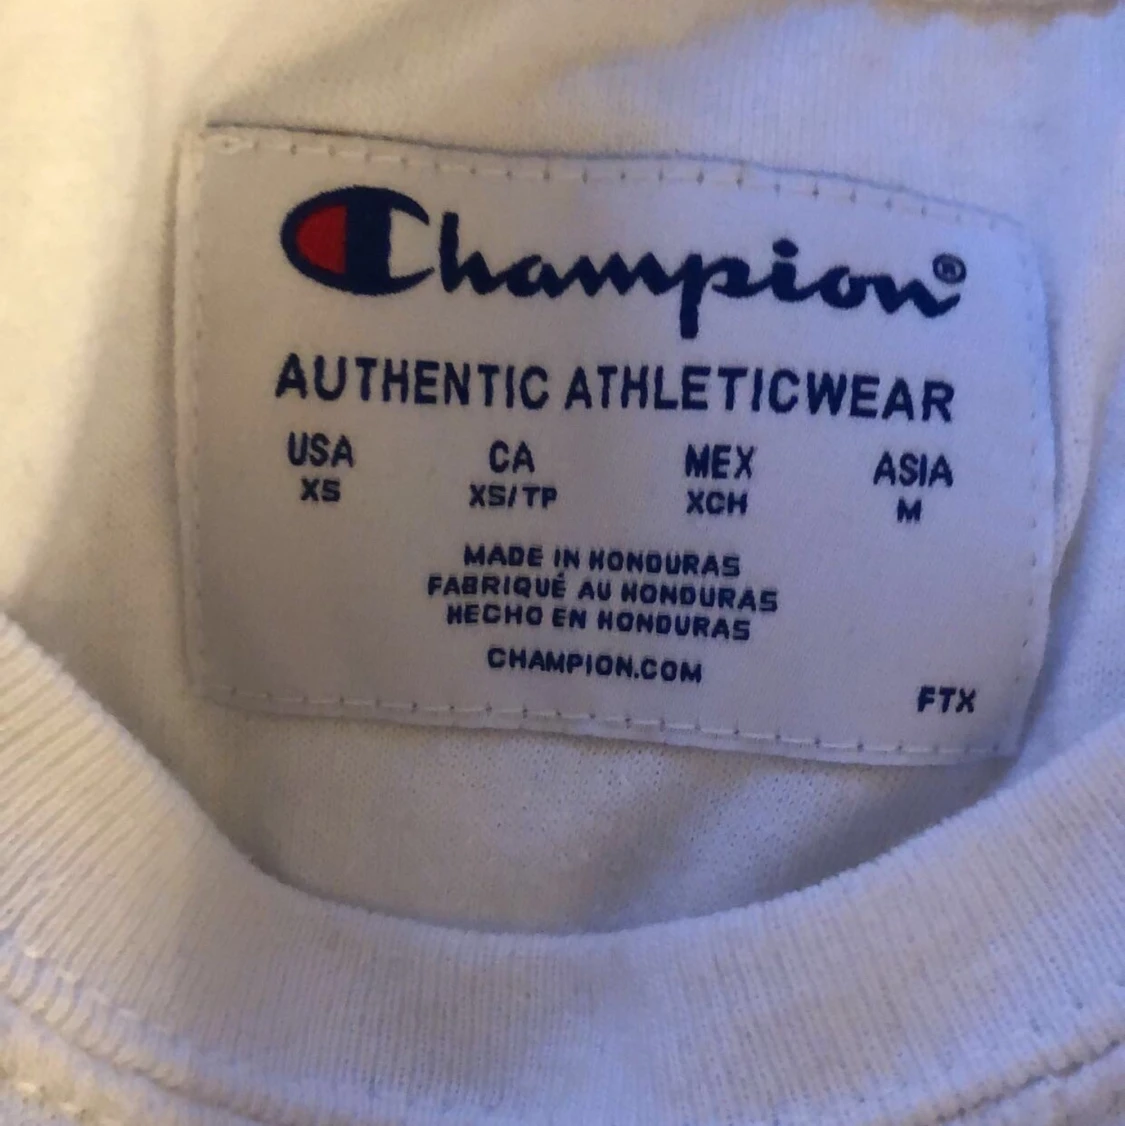 Champion®
AUTHENTIC ATHLETICWEAR
USA CA MEX ASIA
XS XS/TP XCH M
MADE IN HONDURAS
FABRIQUÉ AU HONDURAS
HECHO EN HONDURAS
CHAMPION.COM
FTX